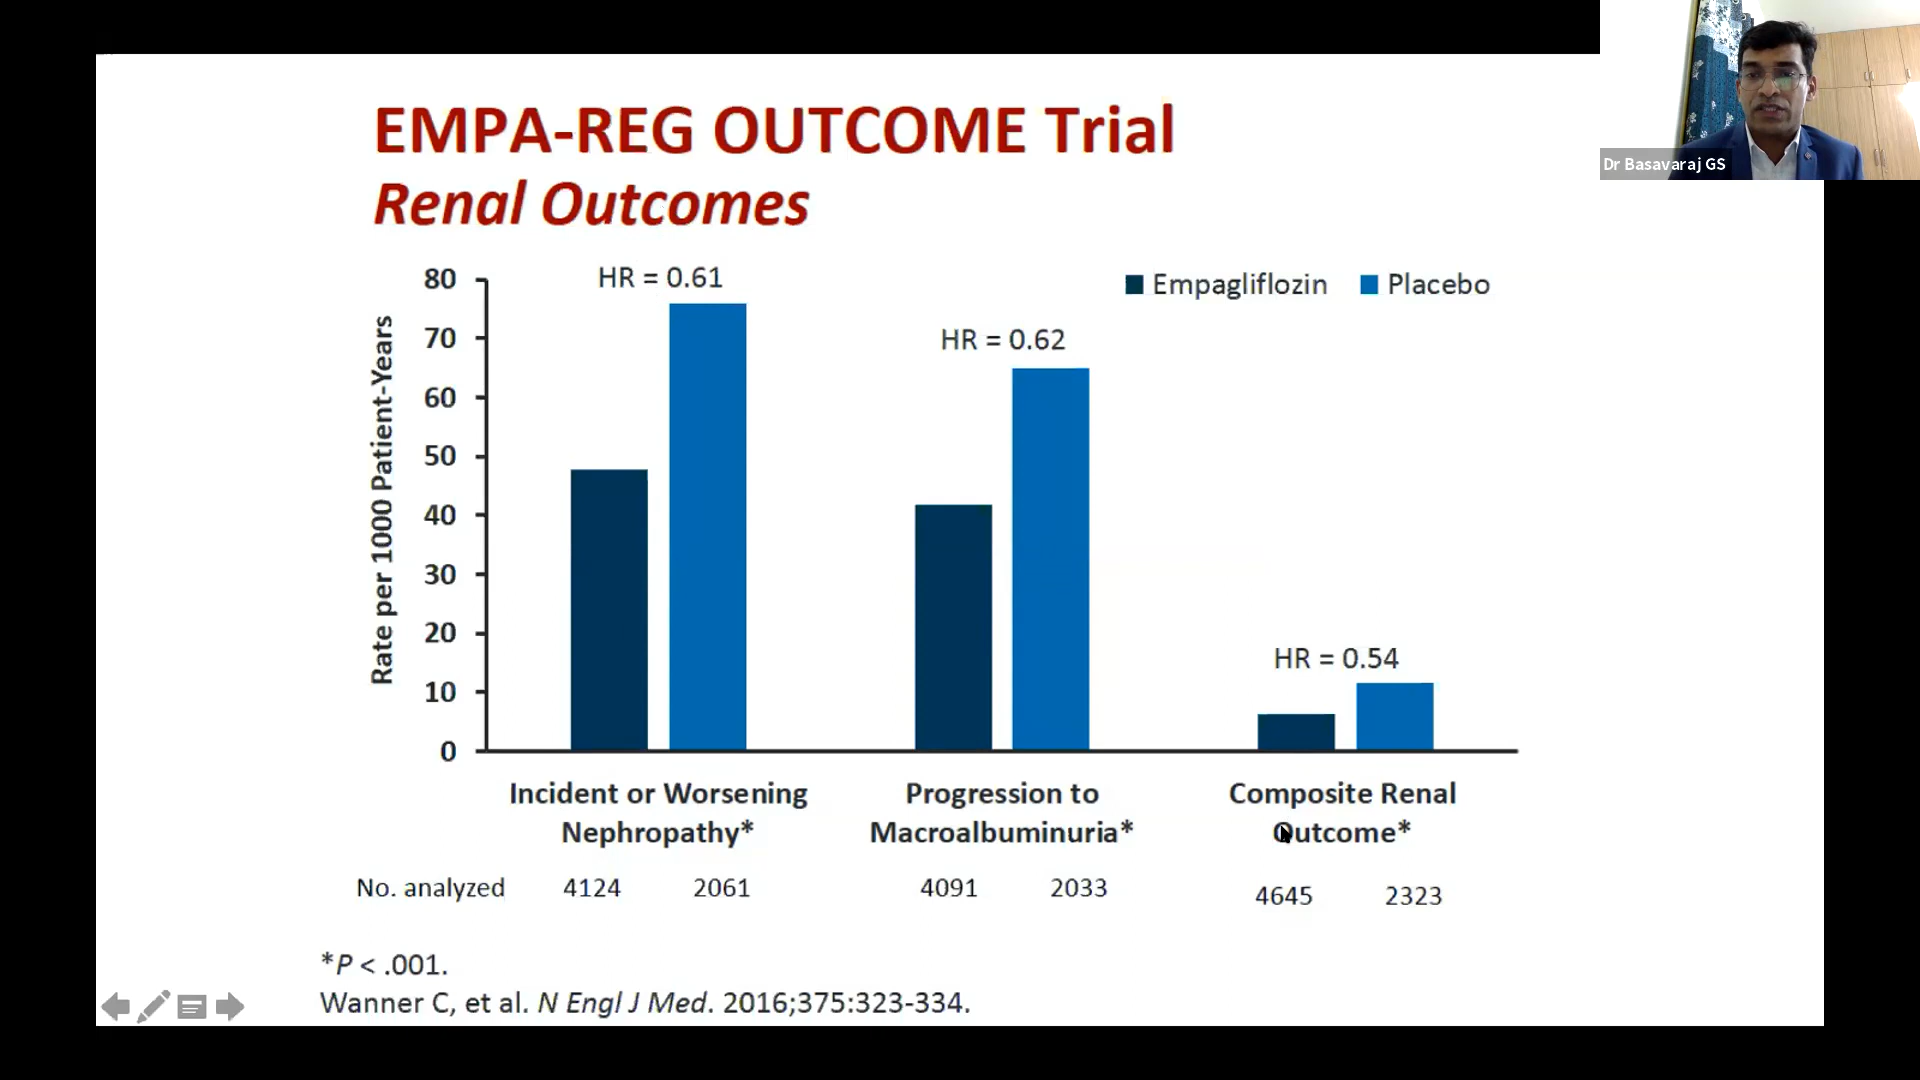 EMPA-REG OUTCOME Trial
Renal Outcomes
Dr Basavaraj GS
Empagliflozin Placebo
Rate per 1000 Patient-Years
80
70
60
50
40
30
20
10
0
HR = 0.61
HR = 0.62
HR = 0.54
Incident or Worsening
Nephropathy*
Progression to
Macroalbuminuria*
Composite Renal
Outcome*
No. analyzed 4124 2061 4091 2033 4645 2323
*P < .001.
Wanner C, et al. N Engl J Med. 2016;375:323-334.